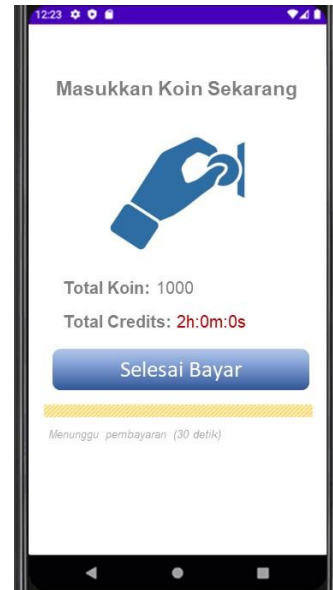 12:23
Masukkan Koin Sekarang
Total Koin: 1000
Total Credits: 2h:0m:0s
Selesai Bayar
Menunggu pembayaran (30 detik)